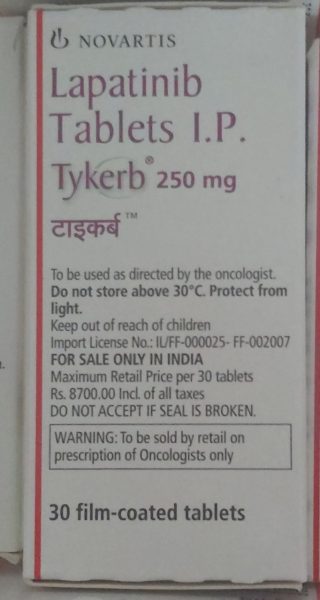 NOVARTIS
Lapatinib
Tablets I.P.
Tykerb® 250 mg
टाइकर्ब ™
To be used as directed by the oncologist.
Do not store above 30°C. Protect from
light.
Keep out of reach of children
Import License No.: IL/FF-000025- FF-002007
FOR SALE ONLY IN INDIA
Maximum Retail Price per 30 tablets
Rs. 8700.00 Incl. of all taxes
DO NOT ACCEPT IF SEAL IS BROKEN.
WARNING: To be sold by retail on
prescription of Oncologists only
30 film-coated tablets